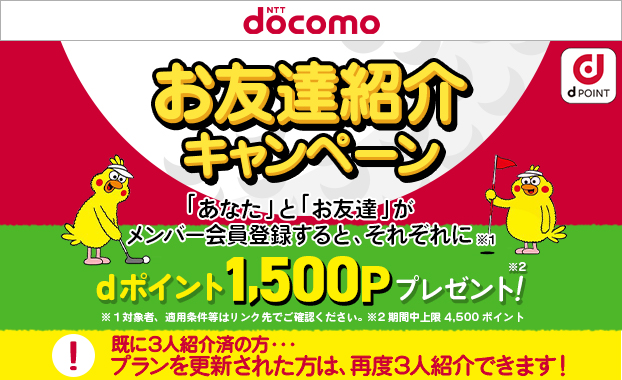 NTT
docomo
お友達紹介
キャンペーン
d
d POINT
「あなた」と「お友達」が
メンバー会員登録すると、それぞれに ※1
dポイント1,500Pプレゼント! ※2
※1対象者、適用条件等はリンク先でご確認ください。※2 期間中上限 4,500 ポイント
! 既に3人紹介済の方・・・
プランを更新された方は、再度3人紹介できます!